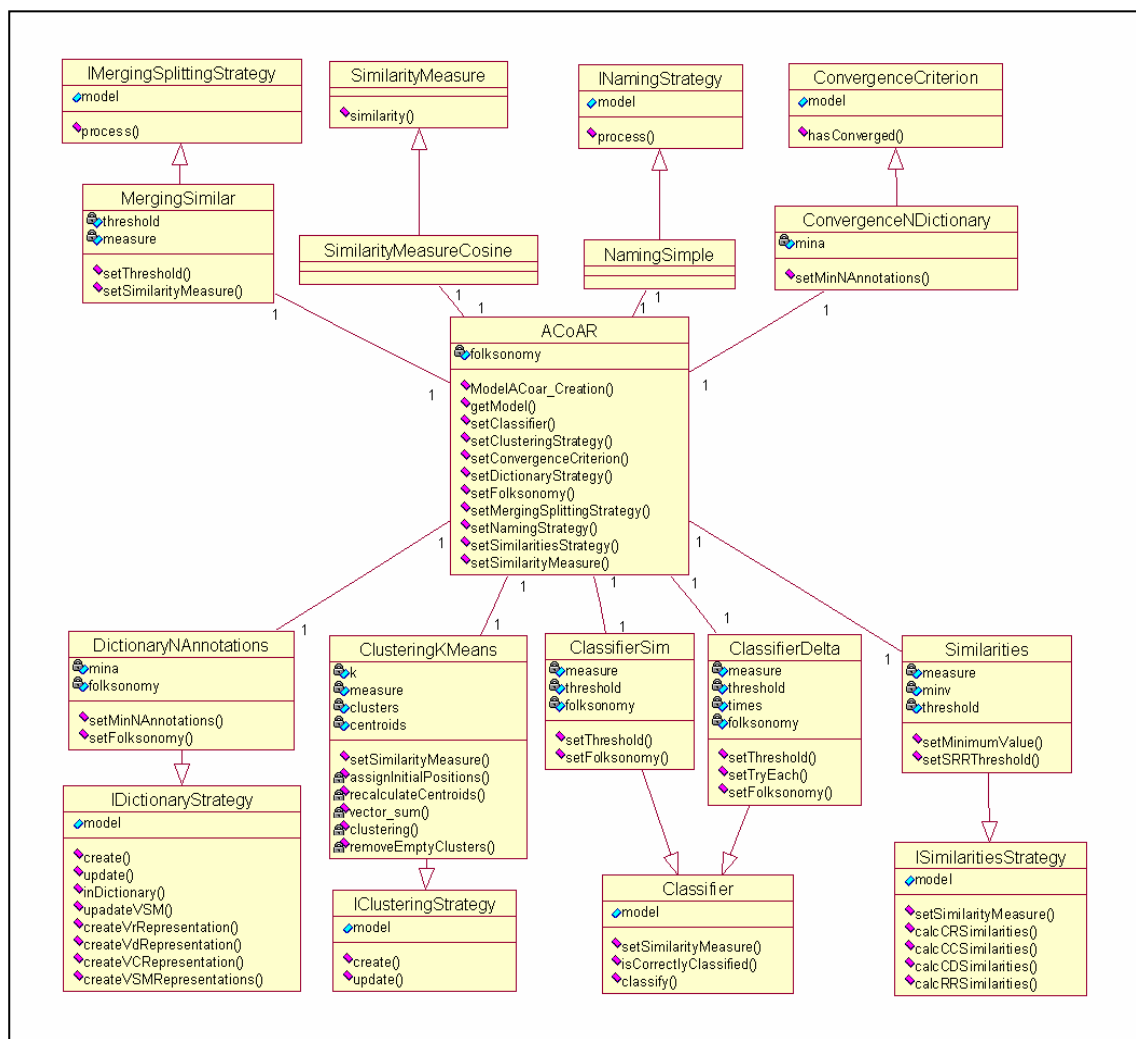 IMergingSplittingStrategy
model
process()
SimilarityMeasure
similarity()
INamingStrategy
model
process()
ConvergenceCriterion
model
hasConverged()
MergingSimilar
threshold
measure
setThreshold()
setSimilarityMeasure()
SimilarityMeasureCosine
NamingSimple
ConvergenceNDictionary
mina
setMinNAnnotations()
1
1
1
1
ACoAR
folksonomy
ModelACoar_Creation()
getModel()
setClassifier()
setClusteringStrategy()
setConvergenceCriterion()
setDictionaryStrategy()
setFolksonomy()
setMergingSplittingStrategy()
setNamingStrategy()
setSimilaritiesStrategy()
setSimilarityMeasure()
1
1
1
1
1
1
1
1
1
1
1
1
1
1
DictionaryNAnnotations
mina
folksonomy
setMinNAnnotations()
setFolksonomy()
ClusteringKMeans
k
measure
clusters
centroids
setSimilarityMeasure()
assignInitialPositions()
recalculateCentroids()
vector_sum()
clustering()
removeEmptyClusters()
ClassifierSim
measure
threshold
folksonomy
setThreshold()
setFolksonomy()
ClassifierDelta
measure
threshold
times
folksonomy
setThreshold()
setTryEach()
setFolksonomy()
Similarities
measure
minv
threshold
setMinimumValue()
setSRRThreshold()
IDictionaryStrategy
model
create()
update()
inDictionary()
upadateVSM()
createVrRepresentation()
createVdRepresentation()
createVCRepresentation()
createVSMRepresentations()
IClusteringStrategy
model
create()
update()
Classifier
model
setSimilarityMeasure()
isCorrectlyClassified()
classify()
ISimilaritiesStrategy
model
setSimilarityMeasure()
calcCRSimilarities()
calcCCSimilarities()
calcCDSimilarities()
calcRRSimilarities()